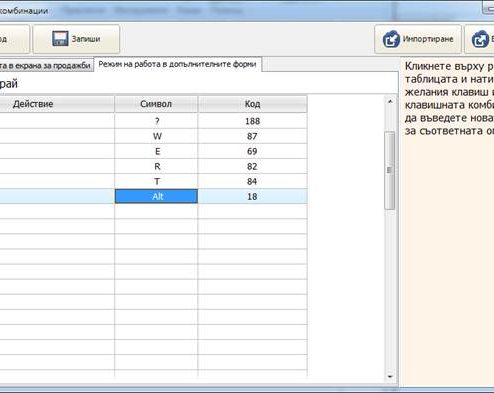 комбинации
од
Запиши
Импортиране
та в екрана за продажби
Режим на работа в допълнителните форми
рай
Действие Символ Код
? 188
W 87
E 69
R 82
T 84
Alt 18
Кликнете върху р
таблицата и нати
желания клавиш и
клавишната комби
да въведете нова
за съответната оп